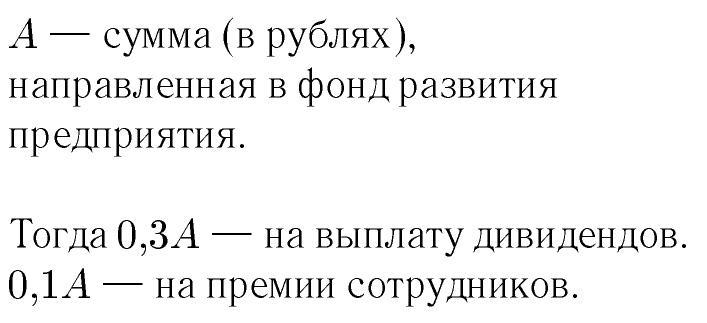 A — сумма (в рублях),
направленная в фонд развития
предприятия.
Тогда 0,3A — на выплату дивидендов.
0,1A — на премии сотрудников.